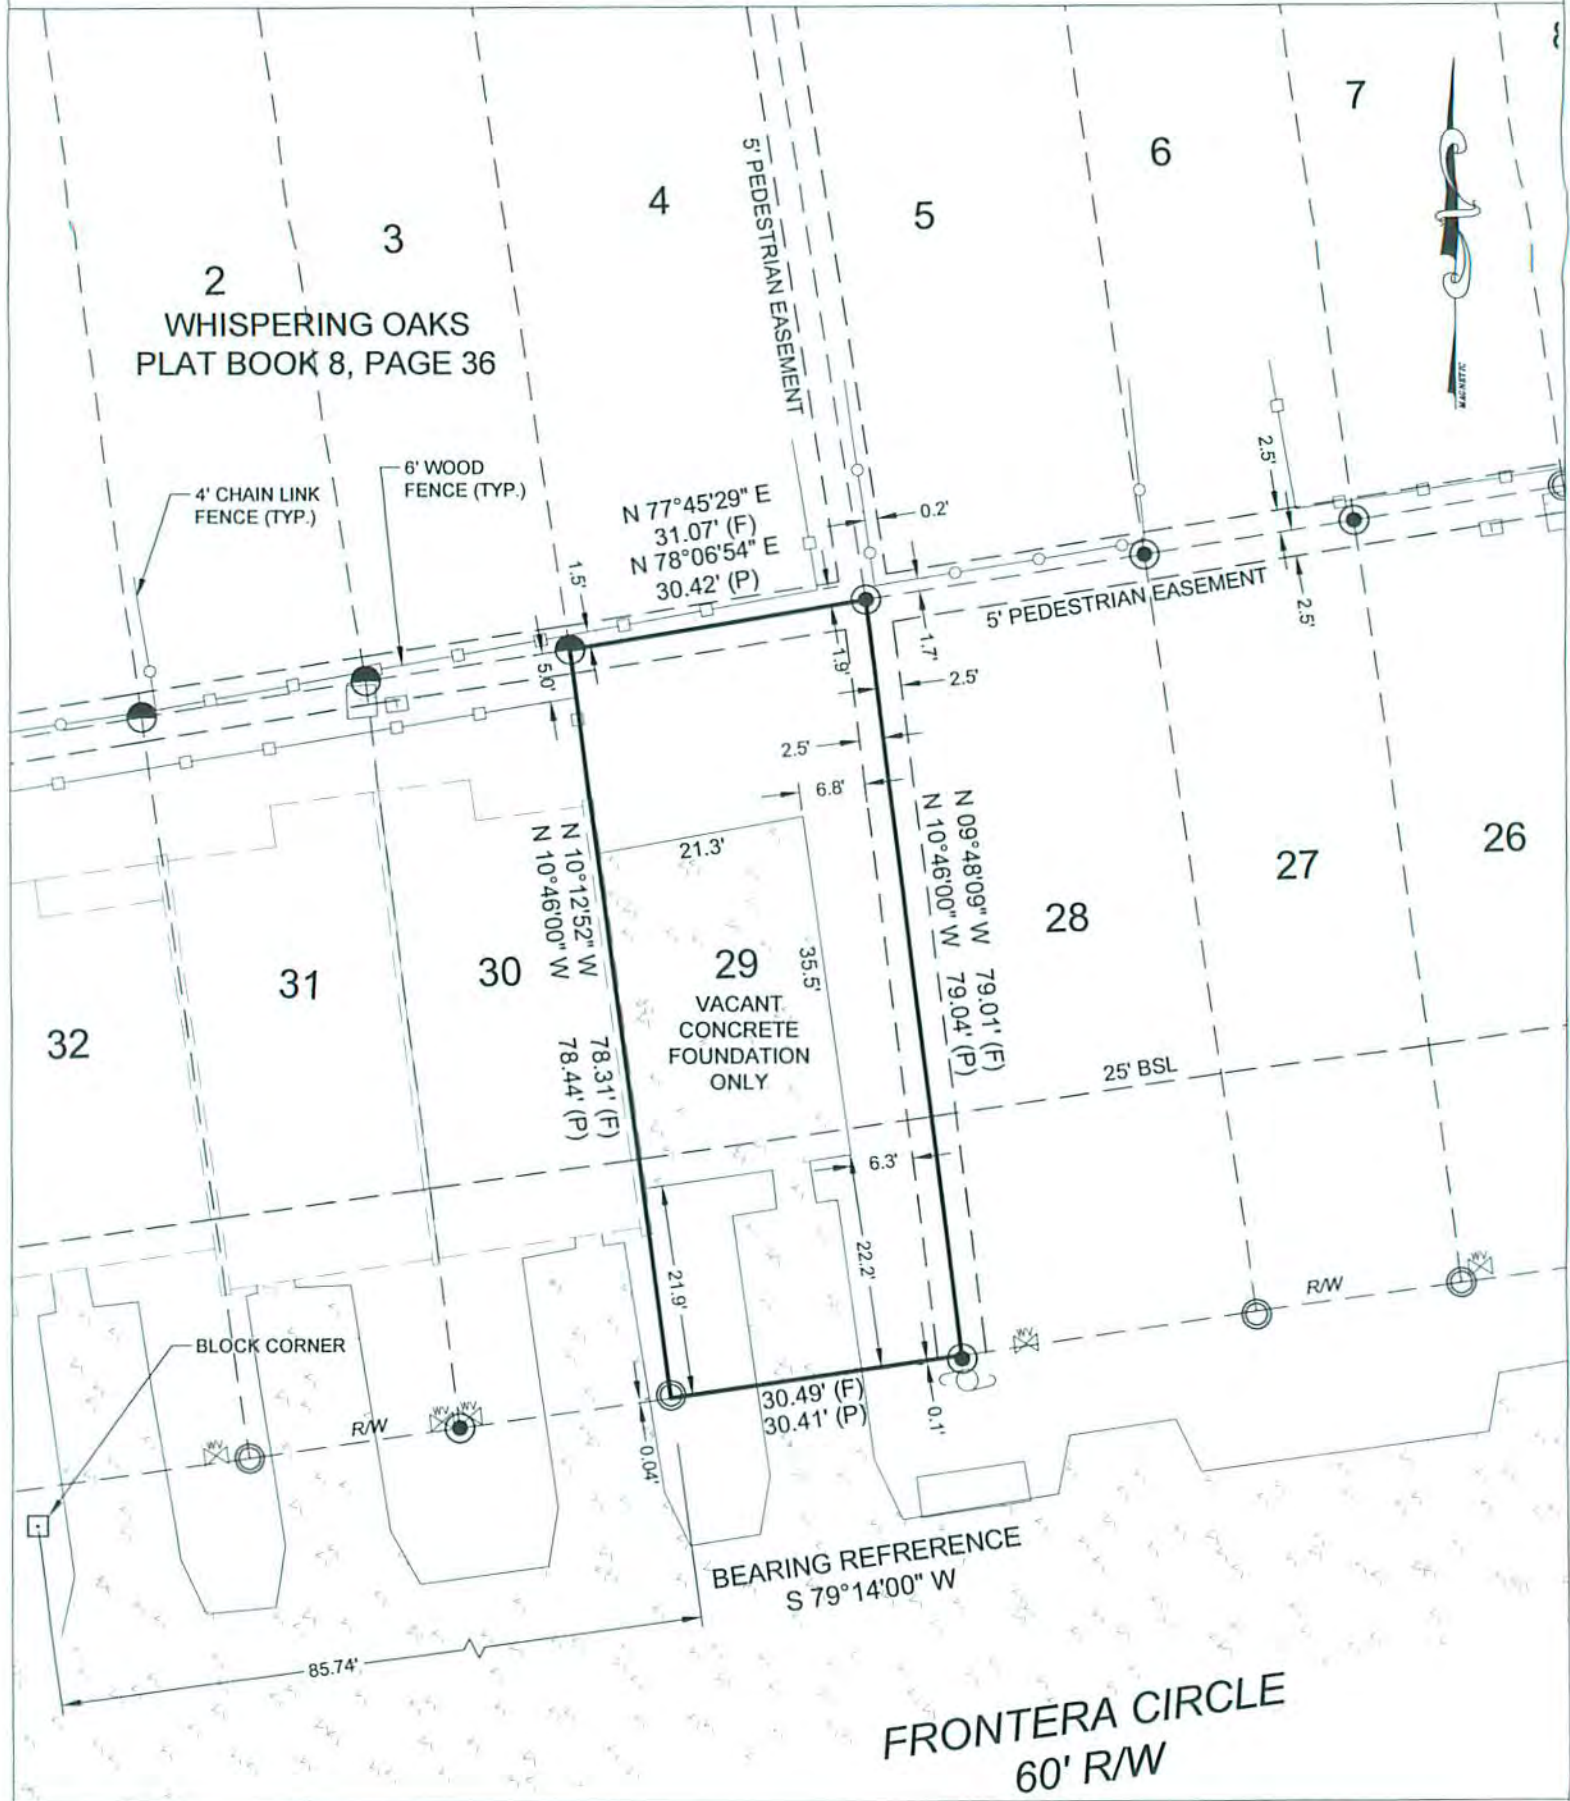 7
6
4
5
5' PEDESTRIAN EASEMENT
3
2
WHISPERING OAKS
PLAT BOOK 8, PAGE 36
MAGNETIC
4' CHAIN LINK
FENCE (TYP.)
6' WOOD
FENCE (TYP.)
N 77°45'29" E
31.07' (F)
N 78°06'54" E
30.42' (P)
0.2'
2.5'
1.5'
5' PEDESTRIAN EASEMENT
2.5'
5.0'
1.9'
1.7'
2.5'
2.5'
6.8'
21.3'
N 10°12'52" W 78.31' (F)
N 10°46'00" W 78.44' (P)
N 09°48'09" W 79.01' (F)
N 10°46'00" W 79.04' (P)
35.5'
26
27
28
29
VACANT
CONCRETE
FOUNDATION
ONLY
30
31
32
25' BSL
6.3'
22.2'
21.9'
R/W
WV
WV
BLOCK CORNER
30.49' (F)
30.41' (P)
0.1'
0.04'
R/W
WV
WV
WV
BEARING REFRERENCE
S 79°14'00" W
85.74'
FRONTERA CIRCLE
60' R/W